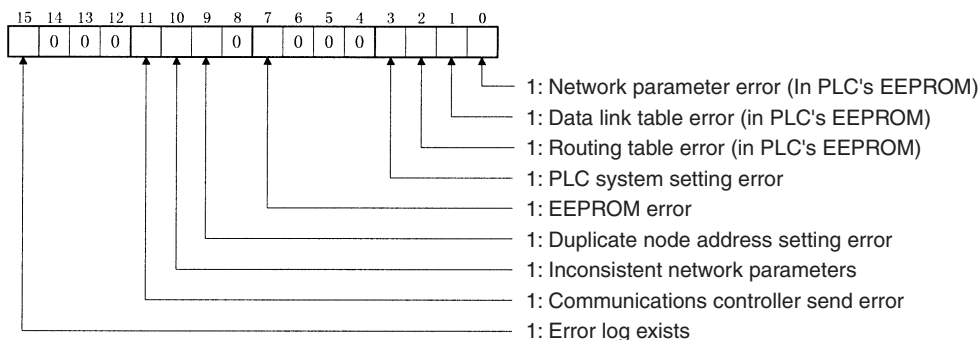 15 14 13 12 11 10 9 8 7 6 5 4 3 2 1 0
0 0 0 0 0 0 0
1: Network parameter error (In PLC's EEPROM)
1: Data link table error (in PLC's EEPROM)
1: Routing table error (in PLC's EEPROM)
1: PLC system setting error
1: EEPROM error
1: Duplicate node address setting error
1: Inconsistent network parameters
1: Communications controller send error
1: Error log exists